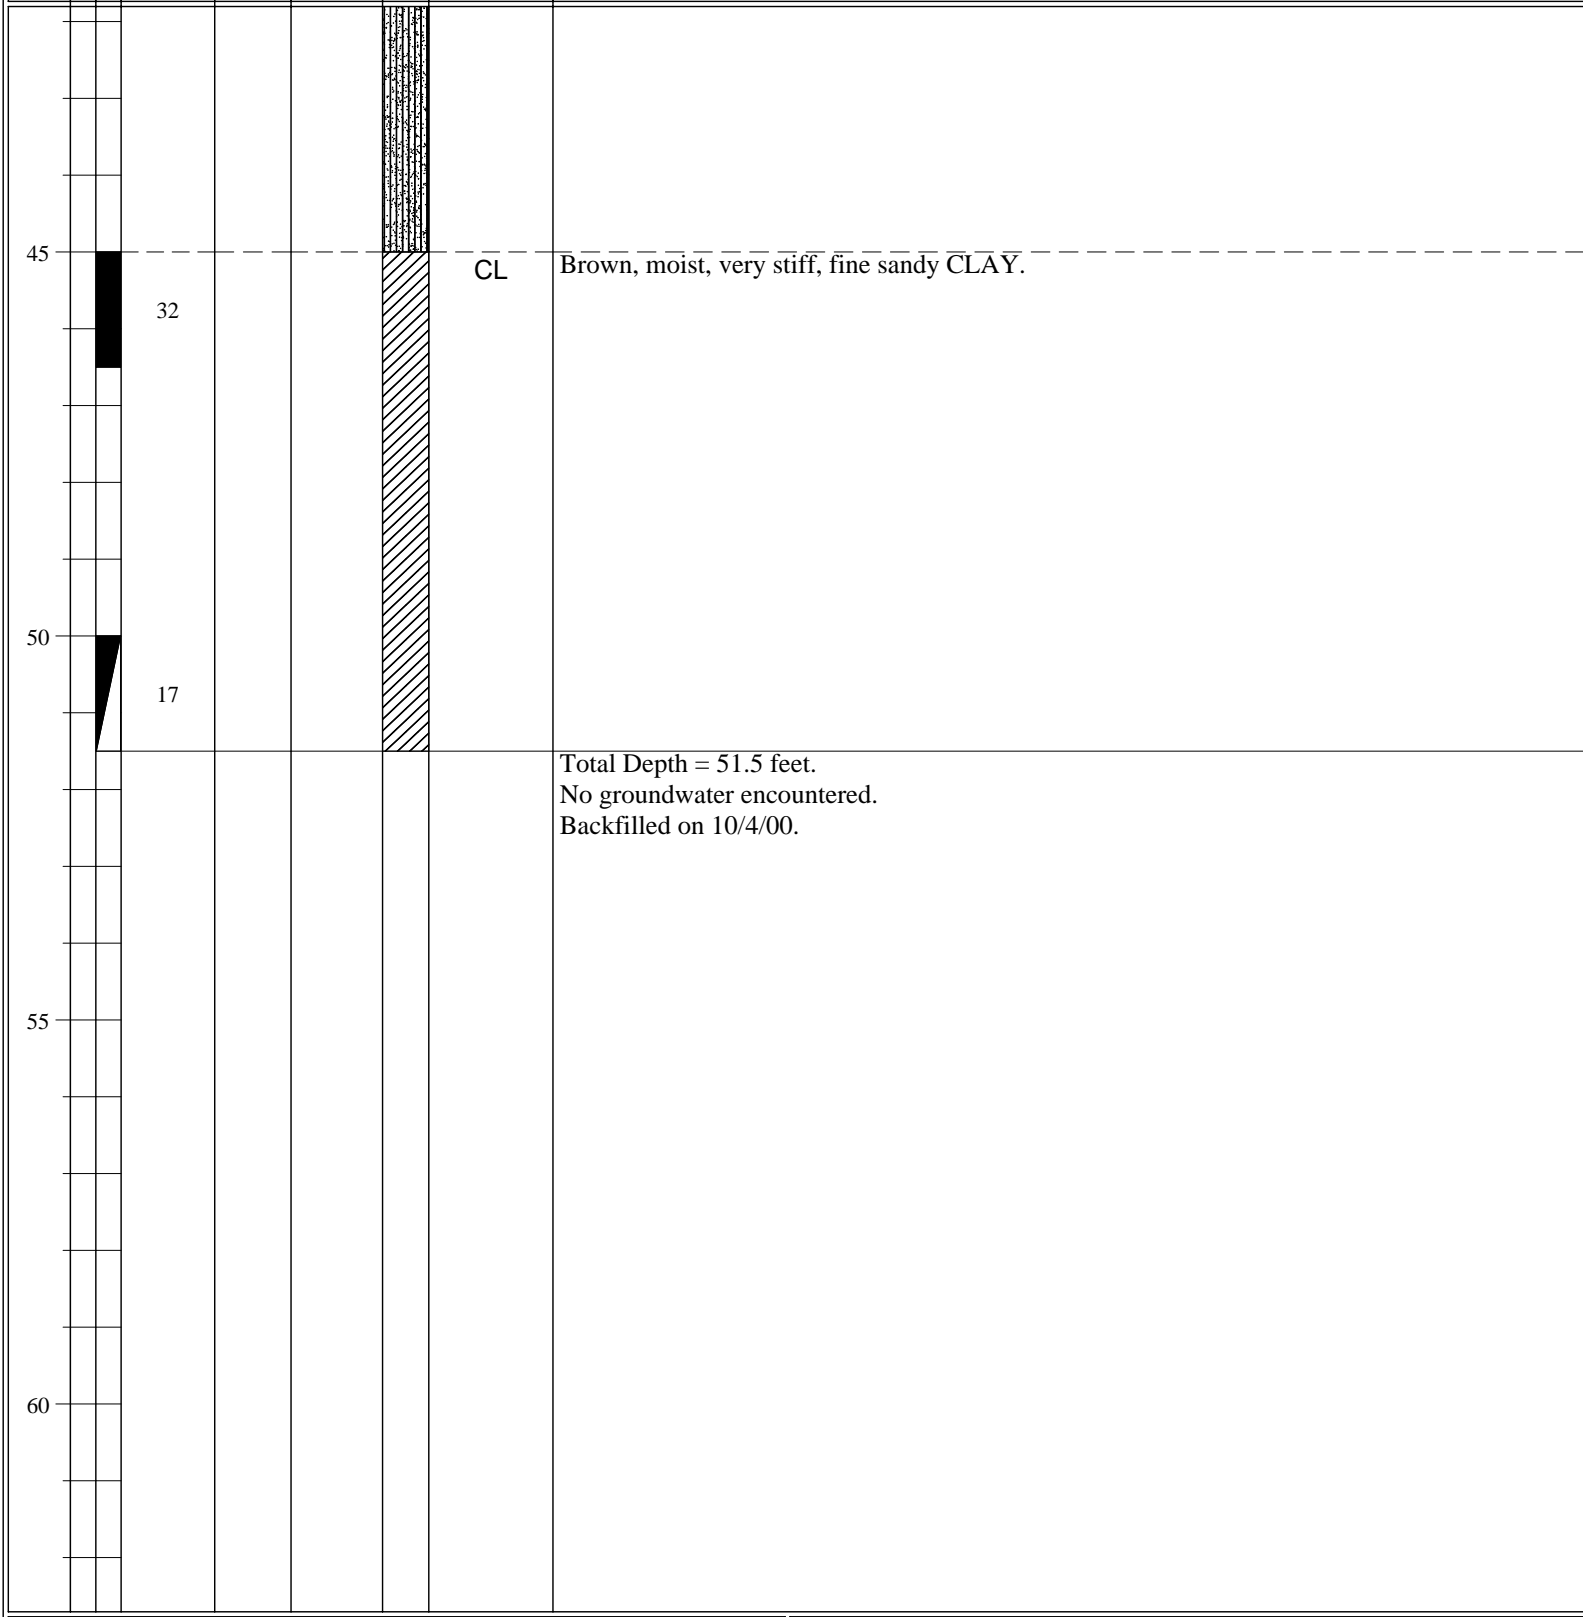 45
CL
Brown, moist, very stiff, fine sandy CLAY.
32
50
17
Total Depth = 51.5 feet.
No groundwater encountered.
Backfilled on 10/4/00.
55
60